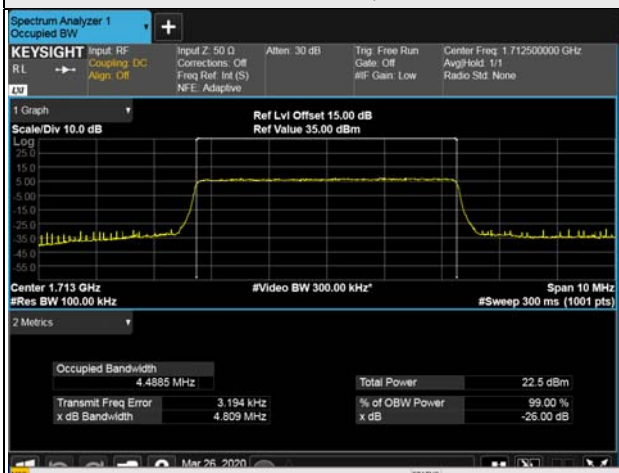 Spectrum Analyzer 1
Occupied BW
+
KEYSIGHT Input: RF Input Z: 50 Ω Atten: 30 dB Trig: Free Run Center Freq: 1.712500000 GHz
RL Coupling: DC Corrections: Off Gate: Off Avg|Hold: 1/1
Align: Off Freq Ref: Int (S) #IF Gain: Low Radio Std: None
LXI NFE: Adaptive
1 Graph Ref Lvl Offset 15.00 dB
Scale/Div 10.0 dB Ref Value 35.00 dBm
Log
25.0
15.0
5.00
-5.00
-15.0
-25.0
-35.0
-45.0
-55.0
Center 1.713 GHz #Video BW 300.00 kHz* Span 10 MHz
#Res BW 100.00 kHz #Sweep 300 ms (1001 pts)
2 Metrics
Occupied Bandwidth
4.4885 MHz Total Power 22.5 dBm
Transmit Freq Error 3.194 kHz % of OBW Power 99.00 %
x dB Bandwidth 4.809 MHz x dB -26.00 dB
Mar 26, 2020